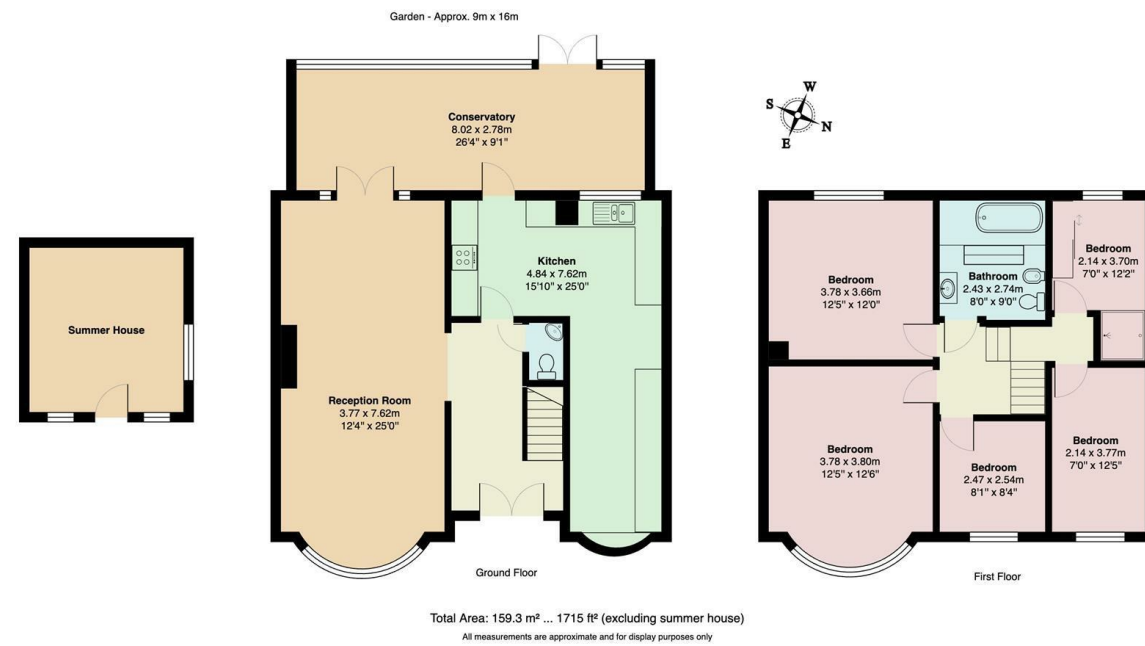 Garden - Approx. 9m x 16m
Conservatory
8.02 x 2.78m
26'4" x 9'1"
W
S
N
E
Summer House
Reception Room
3.77 x 7.62m
12'4" x 25'0"
Kitchen
4.84 x 7.62m
15'10" x 25'0"
Ground Floor
Bedroom
3.78 x 3.66m
12'5" x 12'0"
Bathroom
2.43 x 2.74m
8'0" x 9'0"
Bedroom
2.14 x 3.70m
7'0" x 12'2"
Bedroom
3.78 x 3.80m
12'5" x 12'6"
Bedroom
2.47 x 2.54m
8'1" x 8'4"
Bedroom
2.14 x 3.77m
7'0" x 12'5"
First Floor
Total Area: 159.3 m² ... 1715 ft² (excluding summer house)
All measurements are approximate and for display purposes only